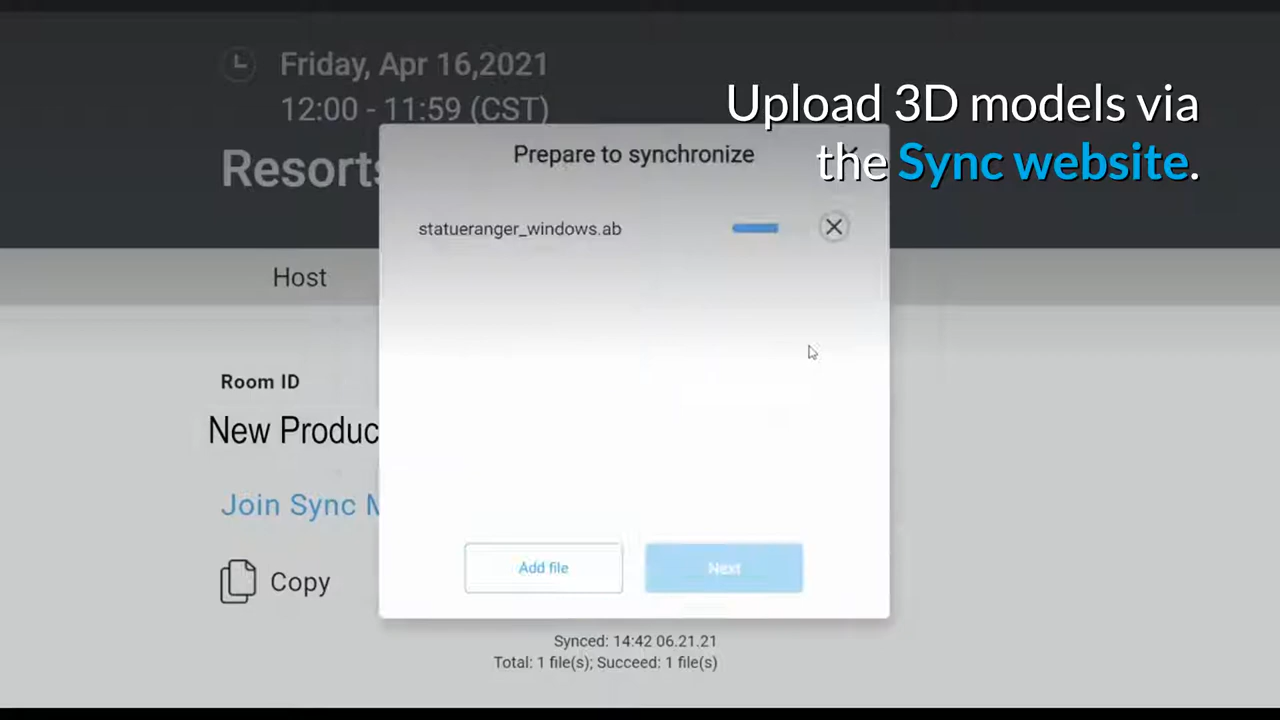 Friday, Apr 16,2021
12:00 - 11:59 (CST)
Resorts
Upload 3D models via
the Sync website.
Prepare to synchronize
statueranger_windows.ab
Host
Room ID
New Produc
Join Sync M
Copy
Add file
Next
Synced: 14:42 06.21.21
Total: 1 file(s); Succeed: 1 file(s)